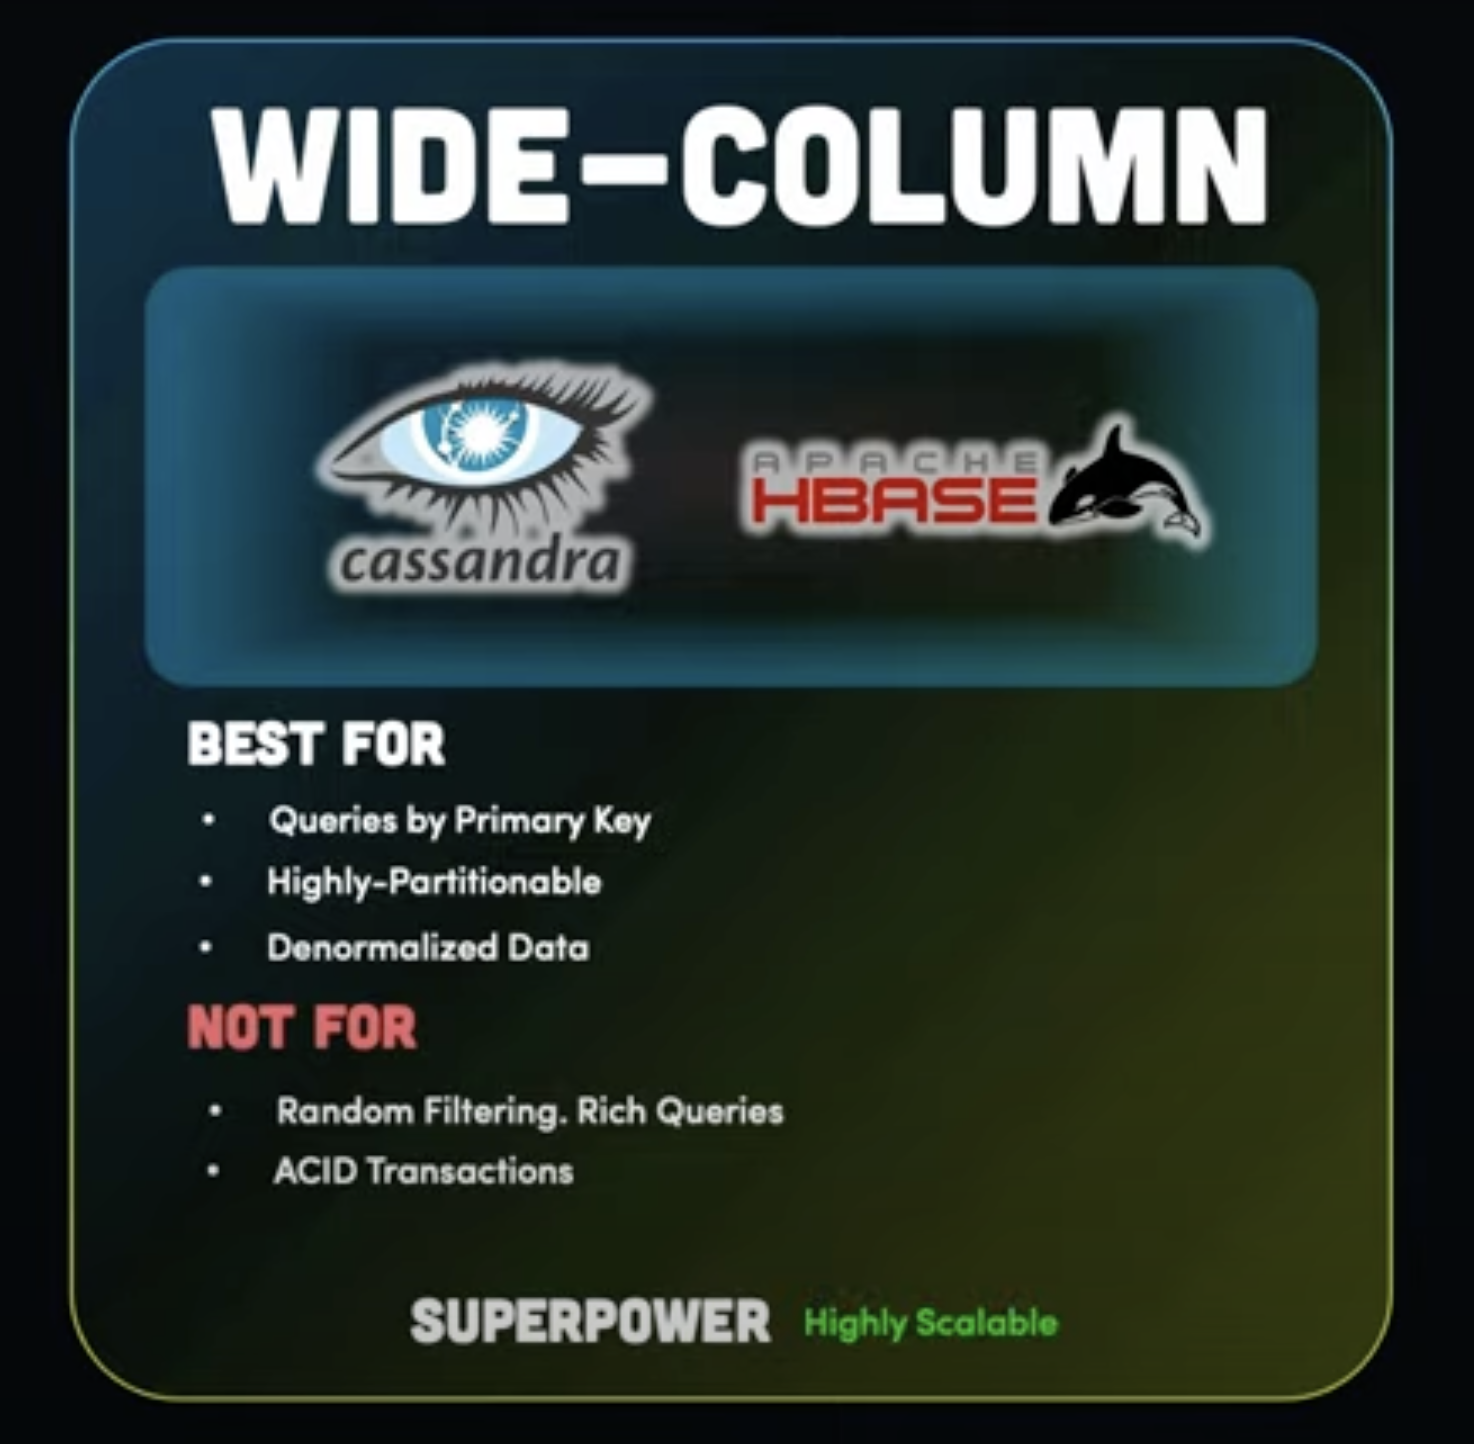 WIDE-COLUMN
cassandra
APACHE
HBASE
BEST FOR
• Queries by Primary Key
• Highly-Partitionable
• Denormalized Data
NOT FOR
• Random Filtering. Rich Queries
• ACID Transactions
SUPERPOWER Highly Scalable